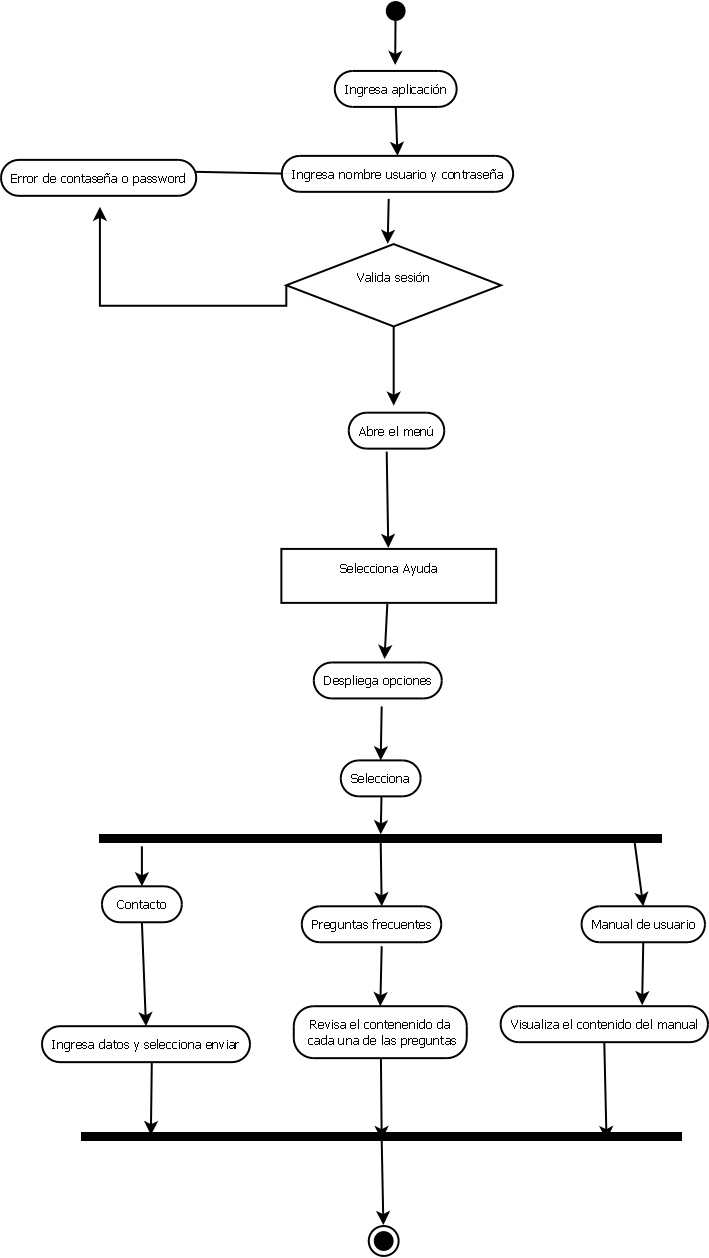 Ingresa aplicación
Error de contaseña o password
Ingresa nombre usuario y contraseña
Valida sesión
Abre el menú
Selecciona Ayuda
Despliega opciones
Selecciona
Contacto
Preguntas frecuentes
Manual de usuario
Ingresa datos y selecciona enviar
Revisa el contenenido da
cada una de las preguntas
Visualiza el contenido del manual